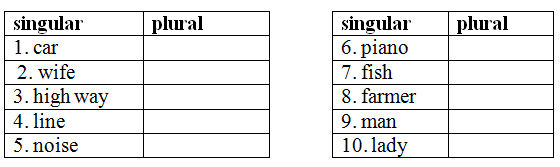 singular plural
1. car
2. wife
3. high way
4. line
5. noise
singular plural
6. piano
7. fish
8. farmer
9. man
10. lady